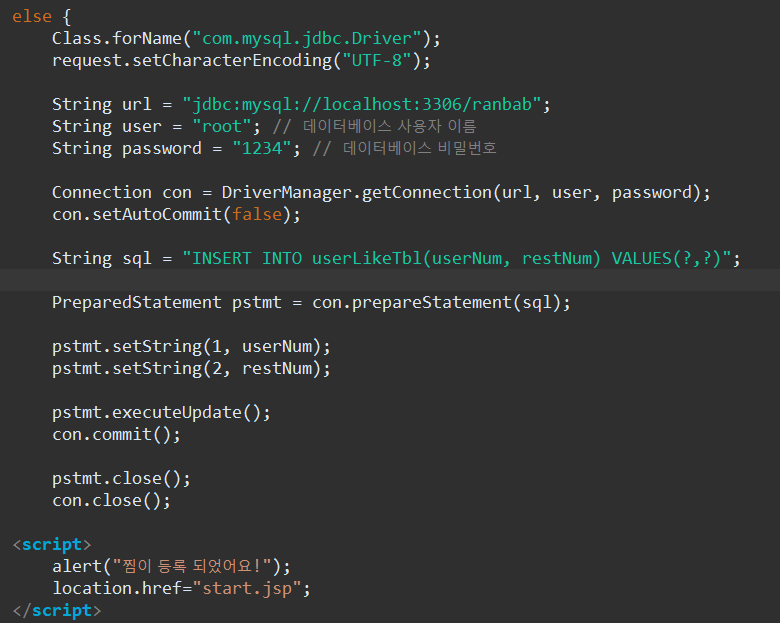 else {
    Class.forName("com.mysql.jdbc.Driver");
    request.setCharacterEncoding("UTF-8");
    String url = "jdbc:mysql://localhost:3306/ranbab";
    String user = "root"; // 데이터베이스 사용자 이름
    String password = "1234"; // 데이터베이스 비밀번호
    Connection con = DriverManager.getConnection(url, user, password);
    con.setAutoCommit(false);
    String sql = "INSERT INTO userLikeTbl(userNum, restNum) VALUES(?,?)";
    PreparedStatement pstmt = con.prepareStatement(sql);
    pstmt.setString(1, userNum);
    pstmt.setString(2, restNum);
    pstmt.executeUpdate();
    con.commit();
    pstmt.close();
    con.close();
<script>
    alert("찜이 등록 되었어요!");
    location.href="start.jsp";
</script>